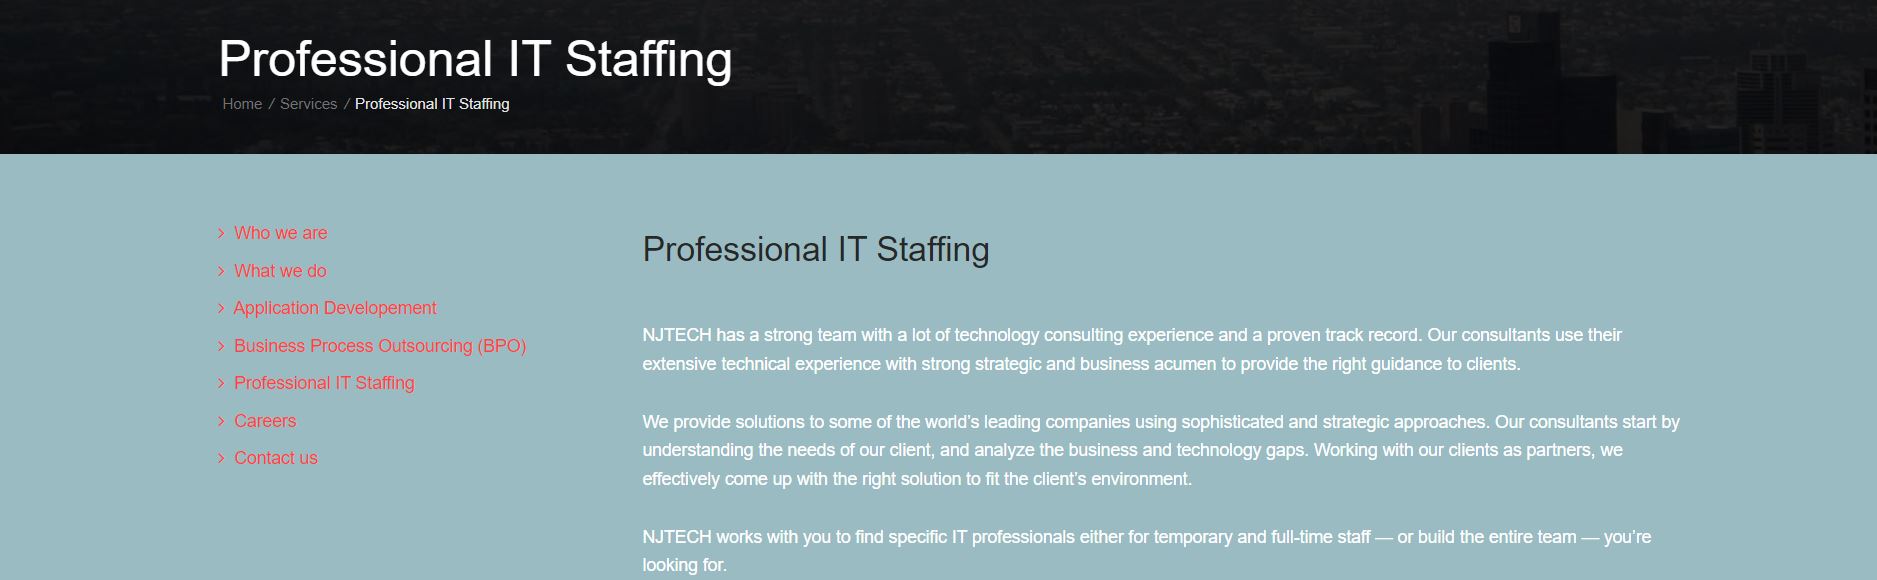 Professional IT Staffing
Home / Services / Professional IT Staffing
Who we are
What we do
Application Developement
Business Process Outsourcing (BPO)
Professional IT Staffing
Careers
Contact us
Professional IT Staffing
NJTECH has a strong team with a lot of technology consulting experience and a proven track record. Our consultants use their
extensive technical experience with strong strategic and business acumen to provide the right guidance to clients.
We provide solutions to some of the world’s leading companies using sophisticated and strategic approaches. Our consultants start by
understanding the needs of our client, and analyze the business and technology gaps. Working with our clients as partners, we
effectively come up with the right solution to fit the client’s environment.
NJTECH works with you to find specific IT professionals either for temporary and full-time staff — or build the entire team — you’re
looking for.